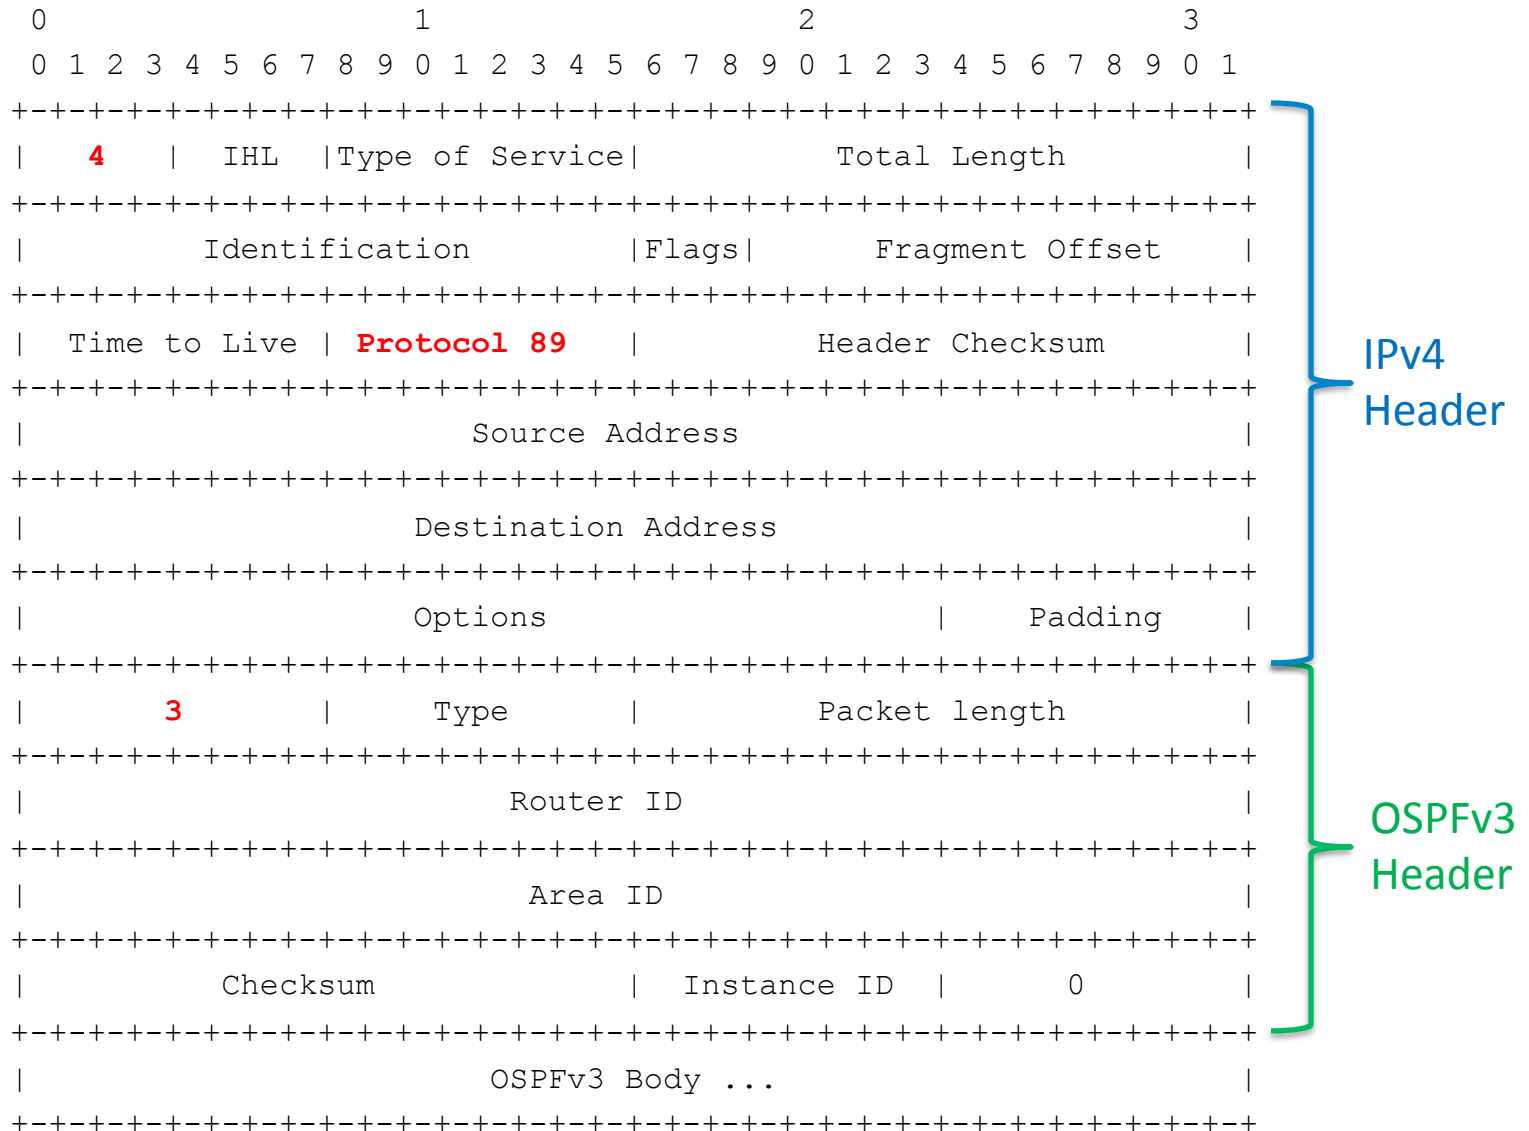 0                   1                   2                   3
 0 1 2 3 4 5 6 7 8 9 0 1 2 3 4 5 6 7 8 9 0 1 2 3 4 5 6 7 8 9 0 1
+-+-+-+-+-+-+-+-+-+-+-+-+-+-+-+-+-+-+-+-+-+-+-+-+-+-+-+-+-+-+-+-+
|   4   |  IHL  |Type of Service|          Total Length         |
+-+-+-+-+-+-+-+-+-+-+-+-+-+-+-+-+-+-+-+-+-+-+-+-+-+-+-+-+-+-+-+-+
|         Identification        |Flags|      Fragment Offset    |
+-+-+-+-+-+-+-+-+-+-+-+-+-+-+-+-+-+-+-+-+-+-+-+-+-+-+-+-+-+-+-+-+
|  Time to Live | Protocol 89   |         Header Checksum       |
+-+-+-+-+-+-+-+-+-+-+-+-+-+-+-+-+-+-+-+-+-+-+-+-+-+-+-+-+-+-+-+-+
IPv4
Header
|                       Source Address                          |
+-+-+-+-+-+-+-+-+-+-+-+-+-+-+-+-+-+-+-+-+-+-+-+-+-+-+-+-+-+-+-+-+
|                    Destination Address                        |
+-+-+-+-+-+-+-+-+-+-+-+-+-+-+-+-+-+-+-+-+-+-+-+-+-+-+-+-+-+-+-+-+
|                    Options                    |    Padding    |
+-+-+-+-+-+-+-+-+-+-+-+-+-+-+-+-+-+-+-+-+-+-+-+-+-+-+-+-+-+-+-+-+
|       3       |     Type      |         Packet length         |
+-+-+-+-+-+-+-+-+-+-+-+-+-+-+-+-+-+-+-+-+-+-+-+-+-+-+-+-+-+-+-+-+
|                         Router ID                             |
+-+-+-+-+-+-+-+-+-+-+-+-+-+-+-+-+-+-+-+-+-+-+-+-+-+-+-+-+-+-+-+-+
OSPFv3
Header
|                          Area ID                              |
+-+-+-+-+-+-+-+-+-+-+-+-+-+-+-+-+-+-+-+-+-+-+-+-+-+-+-+-+-+-+-+-+
|          Checksum             |  Instance ID  |      0        |
+-+-+-+-+-+-+-+-+-+-+-+-+-+-+-+-+-+-+-+-+-+-+-+-+-+-+-+-+-+-+-+-+
|                        OSPFv3 Body ...                        |
+-+-+-+-+-+-+-+-+-+-+-+-+-+-+-+-+-+-+-+-+-+-+-+-+-+-+-+-+-+-+-+-+